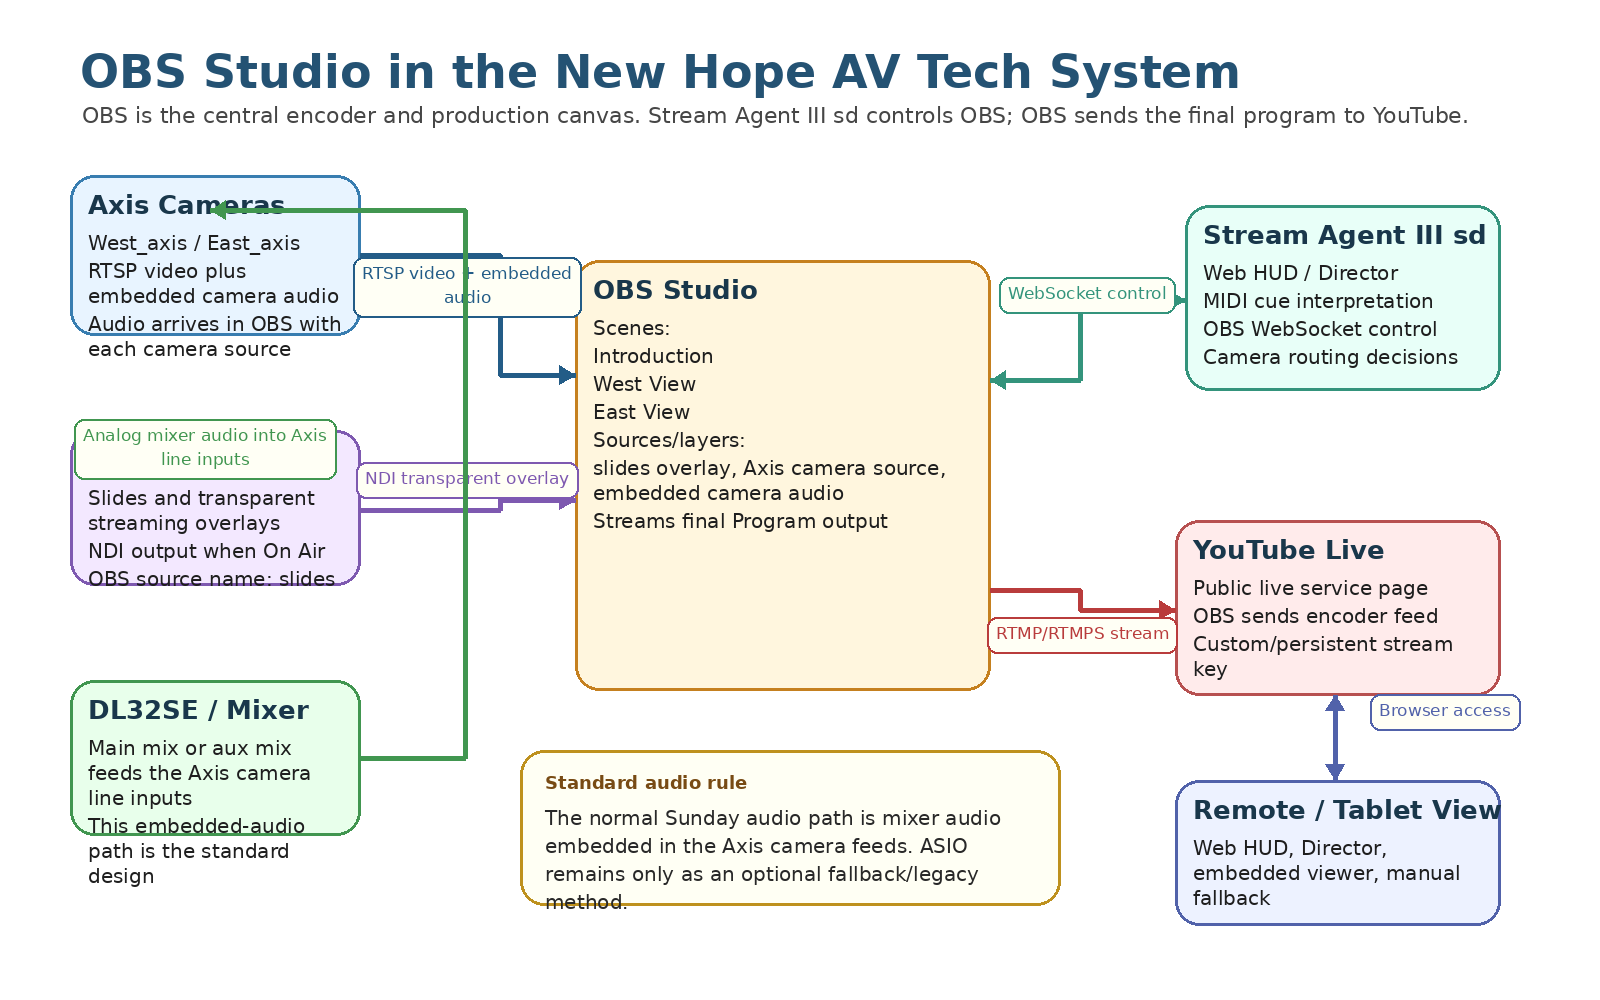 OBS Studio in the New Hope AV Tech System
OBS is the central encoder and production canvas. Stream Agent III sd controls OBS; OBS sends the final program to YouTube.
Axis Cameras
West_axis / East_axis
RTSP video plus
embedded camera audio
Audio arrives in OBS with
each camera source
RTSP video + embedded
audio
Analog mixer audio into Axis
line inputs
Slides and transparent
streaming overlays
NDI output when On Air
OBS source name: slides
NDI transparent overlay
DL32SE / Mixer
Main mix or aux mix
feeds the Axis camera
line inputs
This embedded-audio
path is the standard
design
OBS Studio
Scenes:
Introduction
West View
East View
Sources/layers:
slides overlay, Axis camera source,
embedded camera audio
Streams final Program output
Standard audio rule
The normal Sunday audio path is mixer audio
embedded in the Axis camera feeds. ASIO
remains only as an optional fallback/legacy
method.
WebSocket control
Stream Agent III sd
Web HUD / Director
MIDI cue interpretation
OBS WebSocket control
Camera routing decisions
RTMP/RTMPS stream
YouTube Live
Public live service page
OBS sends encoder feed
Custom/persistent stream
key
Browser access
Remote / Tablet View
Web HUD, Director,
embedded viewer, manual
fallback